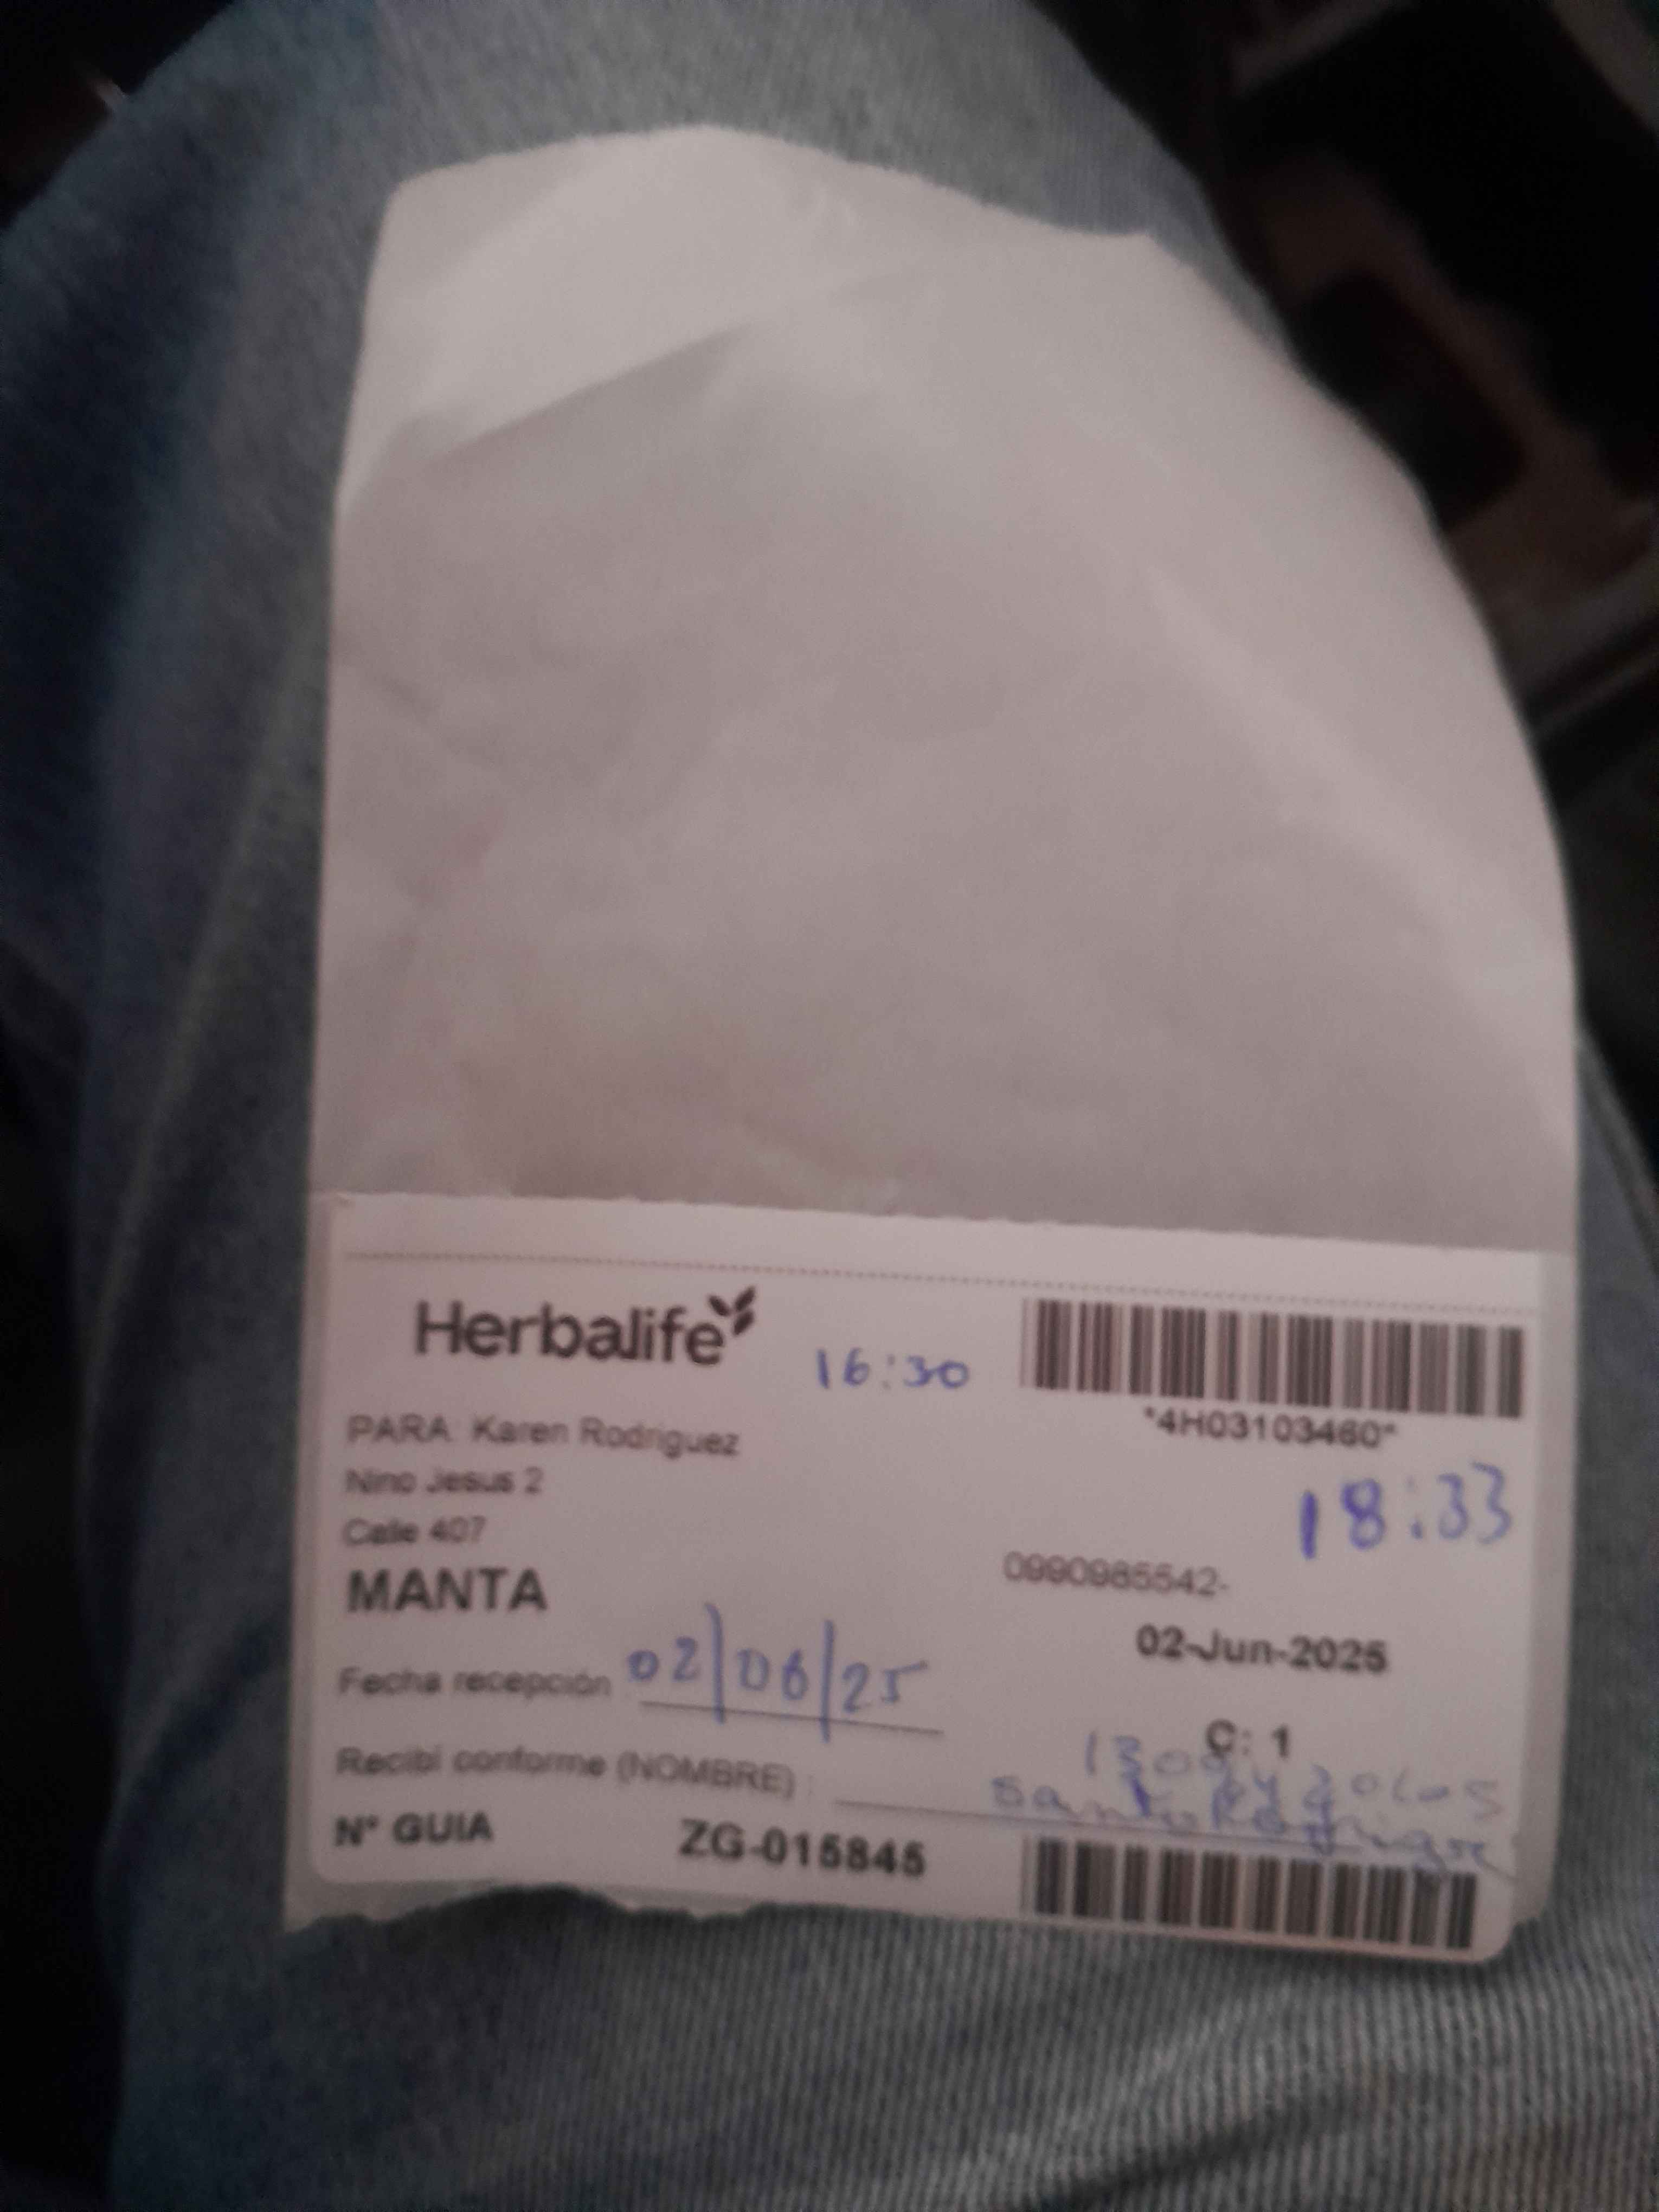 Herbalife
16:30
*4H03103460*
PARA: Karen Rodriguez
18:33
Nino Jesus 2
Calle 407
0990985542-
MANTA
02-Jun-2025
Fecha recepción 02/06/25
C: 1
Recibí conforme (NOMBRE) :
N° GUIA ZG-015845